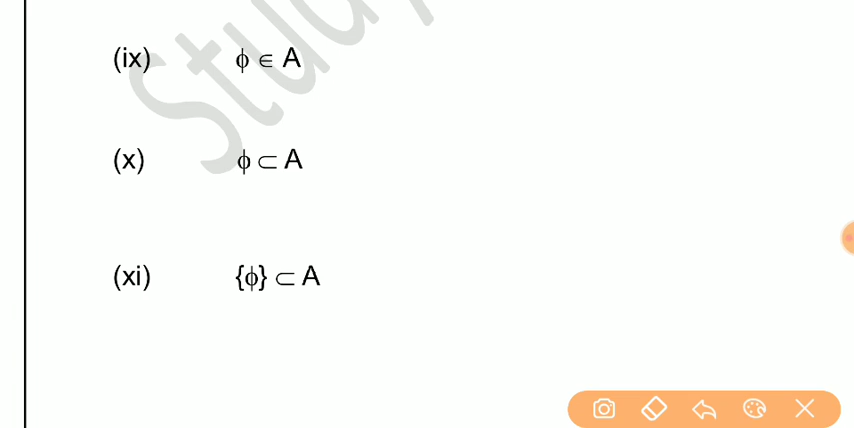 (ix) ϕ ∈ A
(x) ϕ ⊂ A
(xi) {ϕ} ⊂ A